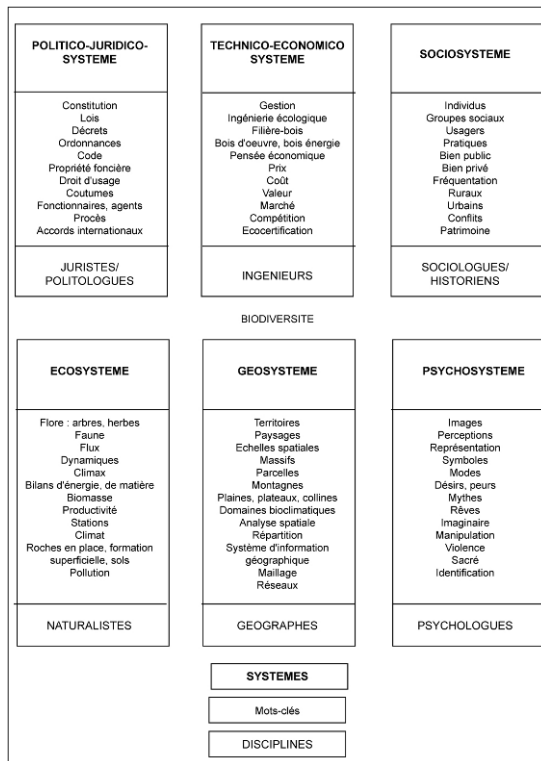 POLITICO-JURIDICO-
SYSTEME
Constitution
Lois
Décrets
Ordonnances
Code
Propriété foncière
Droit d'usage
Coutumes
Fonctionnaires, agents
Procès
Accords internationaux
JURISTES/
POLITOLOGUES
TECHNICO-ECONOMICO
SYSTEME
Gestion
Ingénierie écologique
Filière-bois
Bois d'oeuvre, bois énergie
Pensée économique
Prix
Coût
Valeur
Marché
Compétition
Ecocertification
INGENIEURS
SOCIOSYSTEME
Individus
Groupes sociaux
Usagers
Pratiques
Bien public
Bien privé
Fréquentation
Ruraux
Urbains
Conflits
Patrimoine
SOCIOLOGUES/
HISTORIENS
BIODIVERSITE
ECOSYSTEME
Flore : arbres, herbes
Faune
Flux
Dynamiques
Climax
Bilans d'énergie, de matière
Biomasse
Productivité
Stations
Climat
Roches en place, formation
superficielle, sols
Pollution
NATURALISTES
GEOSYSTEME
Territoires
Paysages
Echelles spatiales
Massifs
Parcelles
Montagnes
Plaines, plateaux, collines
Domaines bioclimatiques
Analyse spatiale
Répartition
Système d'information
géographique
Maillage
Réseaux
GEOGRAPHES
PSYCHOSYSTEME
Images
Perceptions
Représentation
Symboles
Modes
Désirs, peurs
Mythes
Rêves
Imaginaire
Manipulation
Violence
Sacré
Identification
PSYCHOLOGUES
SYSTEMES
Mots-clés
DISCIPLINES